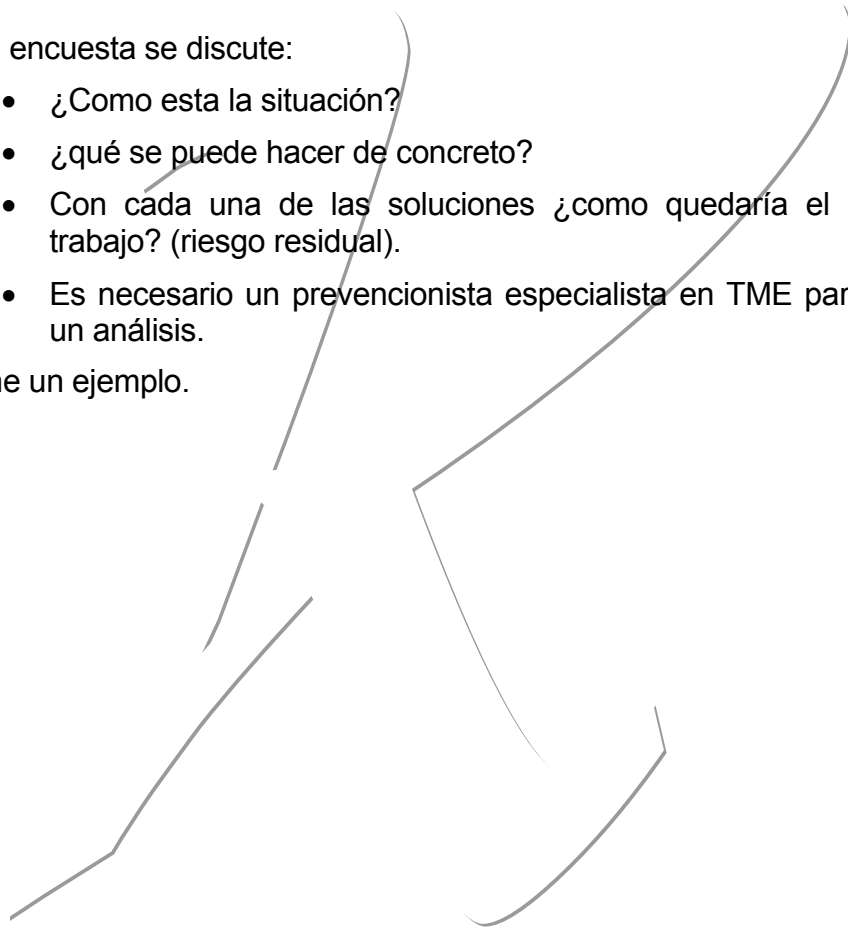 encuesta se discute:
• ¿Como esta la situación?
• ¿qué se puede hacer de concreto?
• Con cada una de las soluciones ¿como quedaría el
trabajo? (riesgo residual).
• Es necesario un prevencionista especialista en TME
un análisis.
un ejemplo.